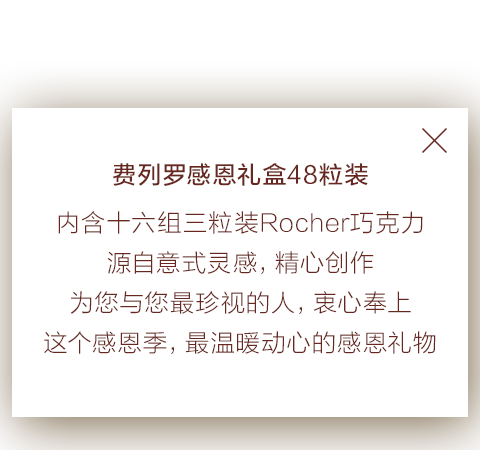 费列罗感恩礼盒48粒装
内含十六组三粒装Rocher巧克力
源自意式灵感，精心创作
为您与您最珍视的人，衷心奉上
这个感恩季，最温暖动心的感恩礼物